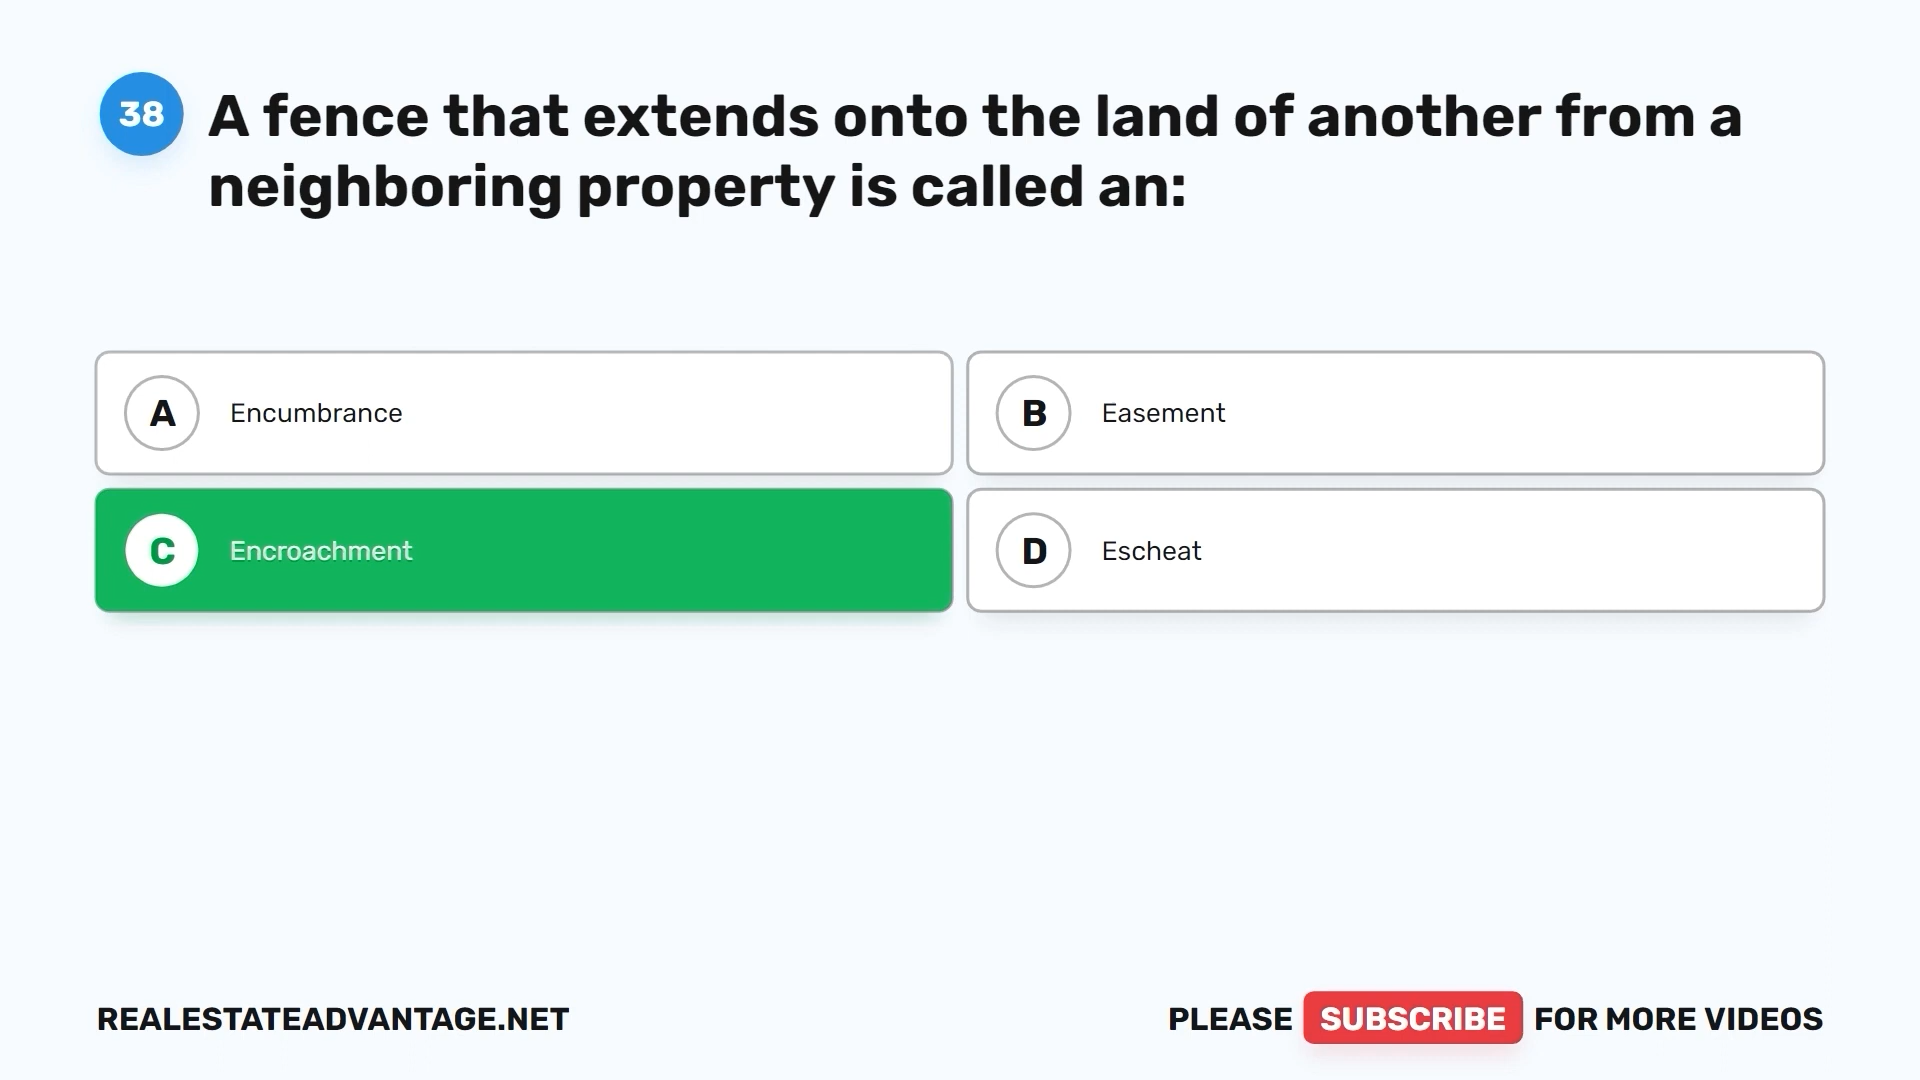 38
A fence that extends onto the land of another from a
neighboring property is called an:
A Encumbrance
B Easement
C Encroachment
D Escheat
REALESTATEADVANTAGE.NET
PLEASE SUBSCRIBE FOR MORE VIDEOS